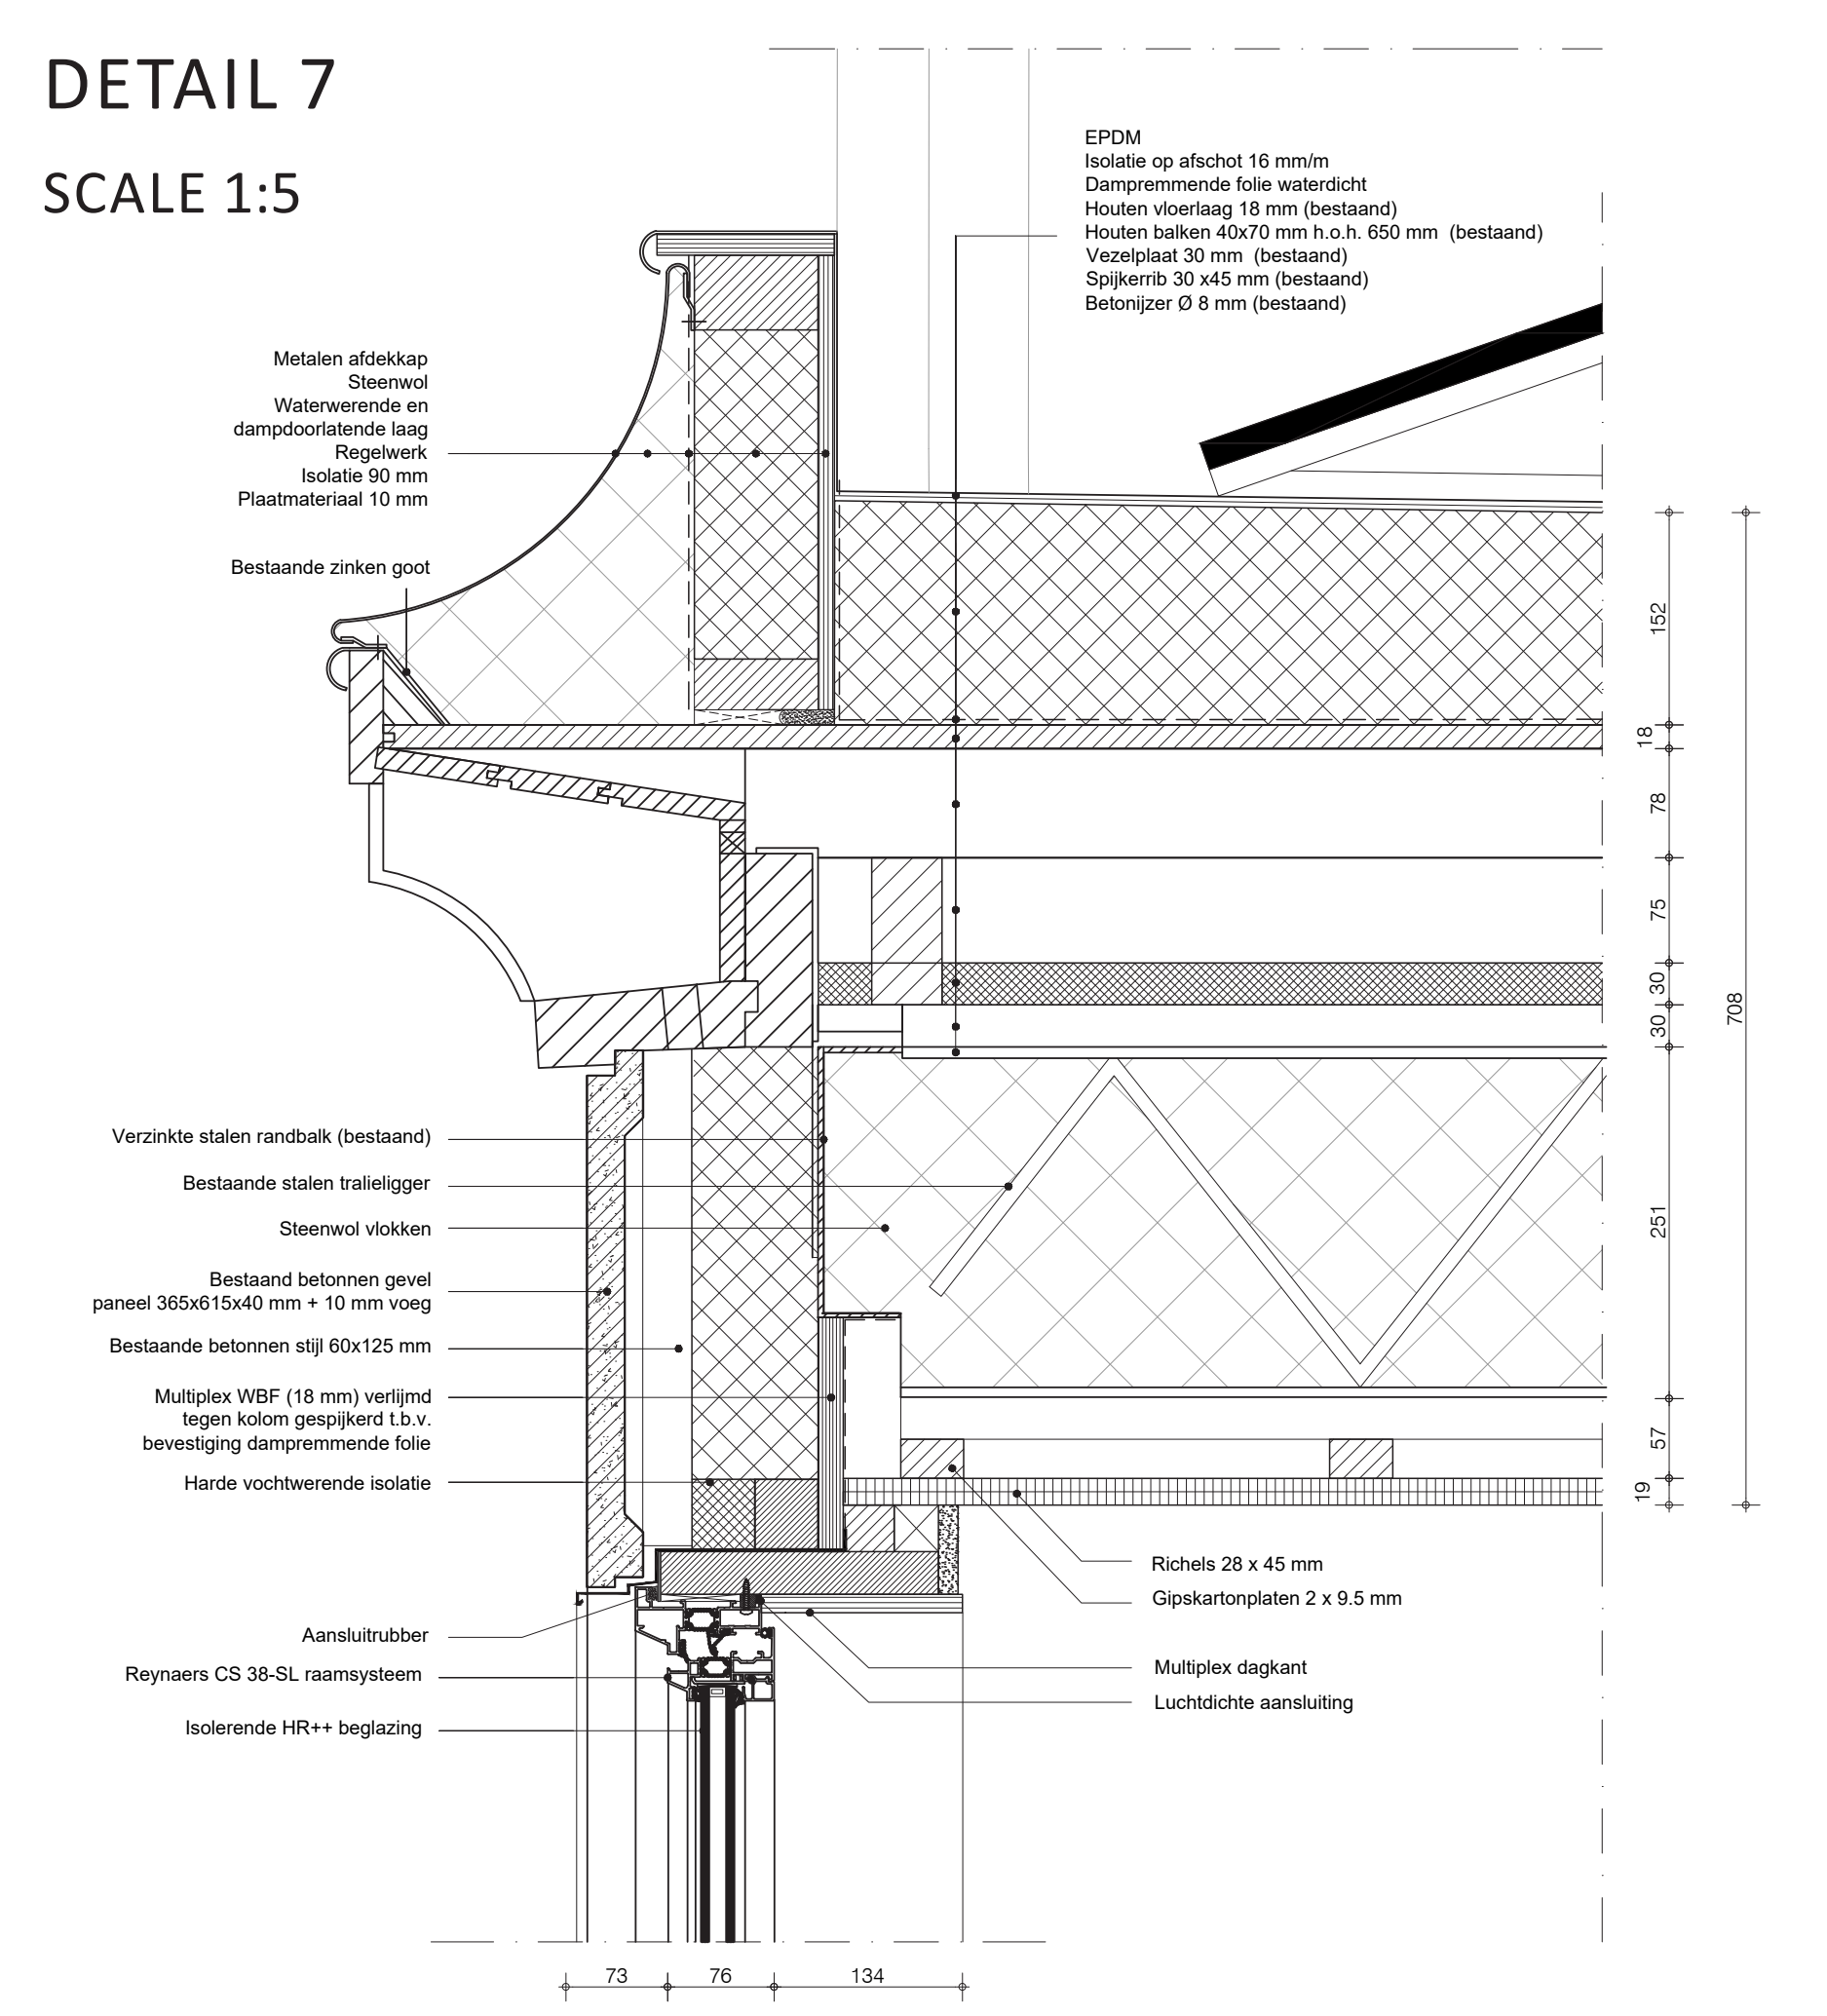 DETAIL 7
SCALE 1:5
EPDM
Isolatie op afschot 16 mm/m
Dampremmende folie waterdicht
Houten vloerlaag 18 mm (bestaand)
Houten balken 40x70 mm h.o.h. 650 mm (bestaand)
Vezelplaat 30 mm (bestaand)
Spijkerrib 30 x45 mm (bestaand)
Betonijzer Ø 8 mm (bestaand)
Metalen afdekkap
Steenwol
Waterwerende en
dampdoorlatende laag
Regelwerk
Isolatie 90 mm
Plaatmateriaal 10 mm
Bestaande zinken goot
152
18
78
75
30
30
251
57
19
708
Verzinkte stalen randbalk (bestaand)
Bestaande stalen tralieligger
Steenwol vlokken
Bestaand betonnen gevel
paneel 365x615x40 mm + 10 mm voeg
Bestaande betonnen stijl 60x125 mm
Multiplex WBF (18 mm) verlijmd
tegen kolom gespijkerd t.b.v.
bevestiging dampremmende folie
Harde vochtwerende isolatie
Richels 28 x 45 mm
Gipskartonplaten 2 x 9.5 mm
Aansluitrubber
Reynaers CS 38-SL raamsysteem
Isolerende HR++ beglazing
Multiplex dagkant
Luchtdichte aansluiting
73
76
134